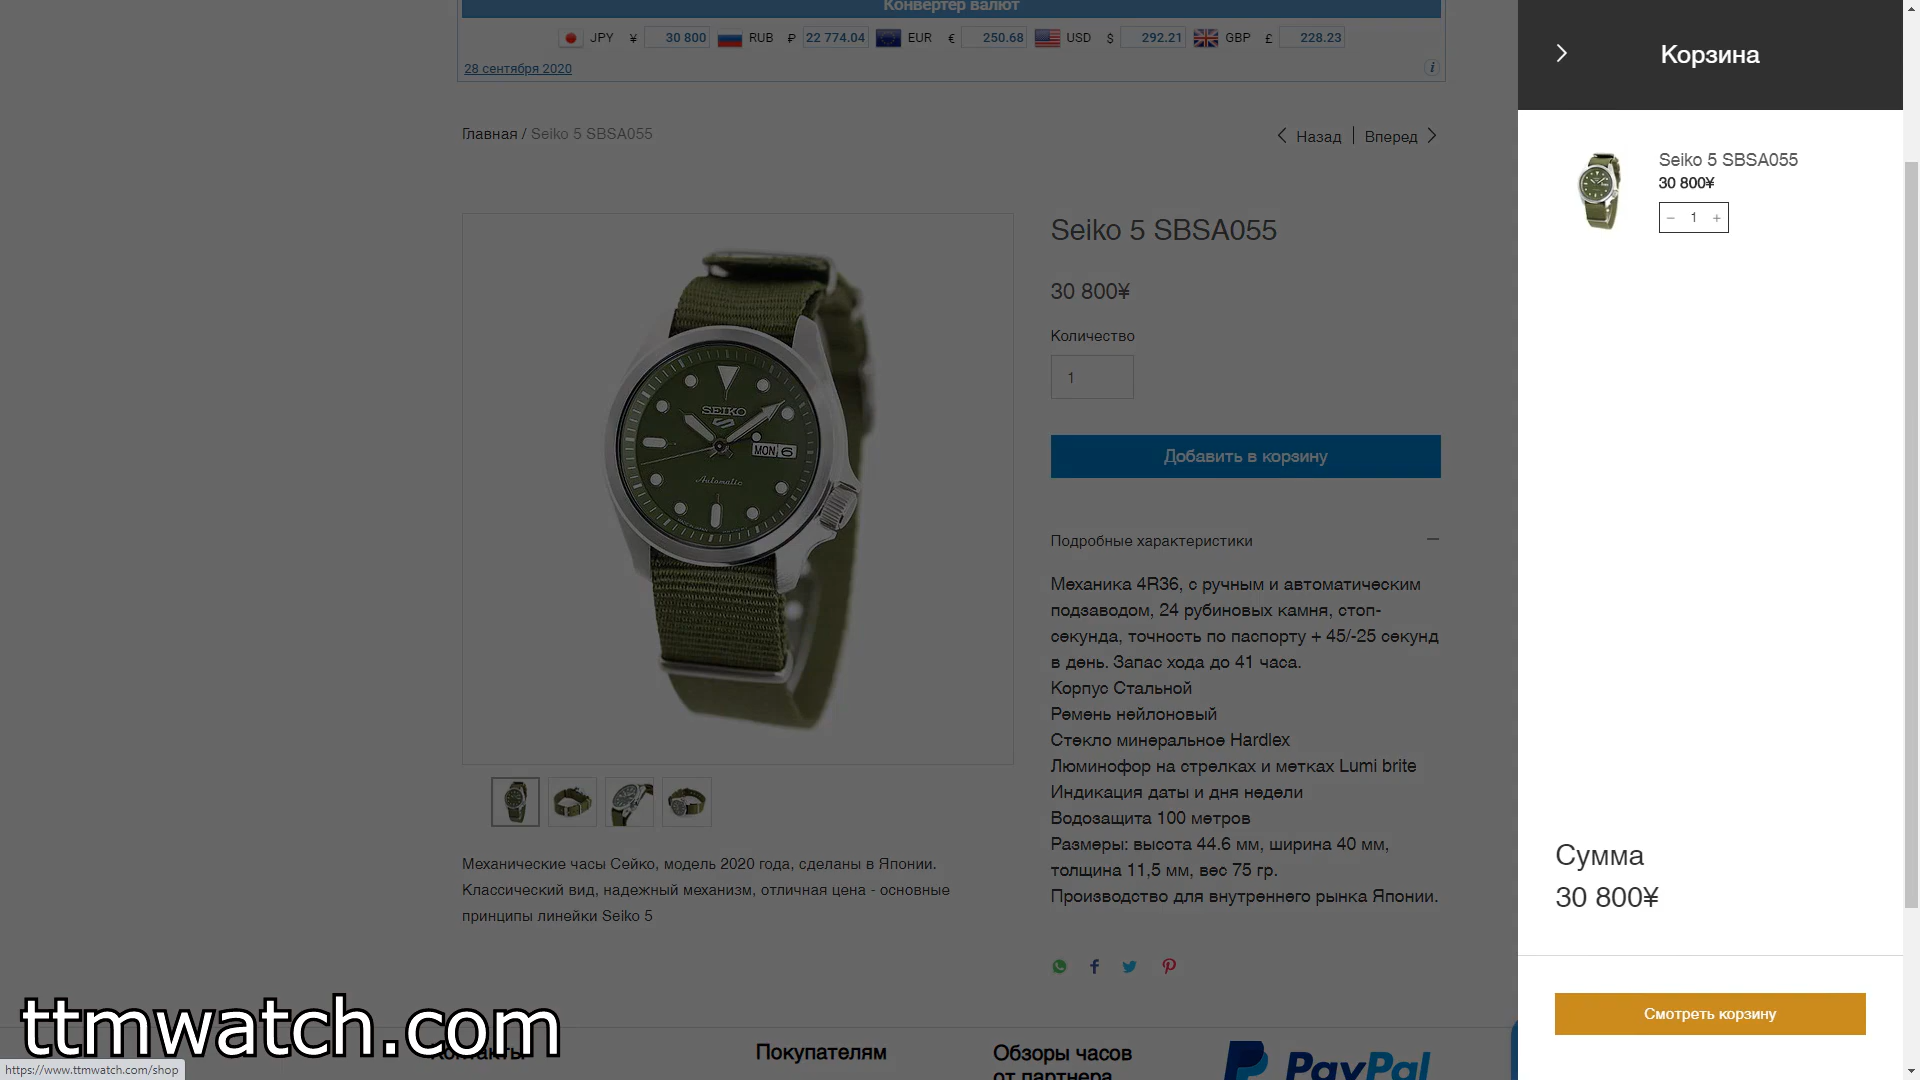 Конвертер валют
JPY ¥ 30 800 RUB ₽ 22 774.04 EUR € 250.68 USD $ 292.21 GBP £ 228.23
28 сентября 2020
i
Корзина
Главная / Seiko 5 SBSA055
Назад | Вперед
Seiko 5 SBSA055
30 800¥
− 1 +
Seiko 5 SBSA055
30 800¥
Количество
1
Добавить в корзину
SEIKO
5
MON 6
Automatic
Подробные характеристики
Механика 4R36, с ручным и автоматическим
подзаводом, 24 рубиновых камня, стоп-
секунда, точность по паспорту + 45/-25 секунд
в день. Запас хода до 41 часа.
Корпус Стальной
Ремень нейлоновый
Стекло минеральное Hardlex
Люминофор на стрелках и метках Lumi brite
Индикация даты и дня недели
Водозащита 100 метров
Размеры: высота 44.6 мм, ширина 40 мм,
толщина 11,5 мм, вес 75 гр.
Производство для внутреннего рынка Японии.
Механические часы Сейко, модель 2020 года, сделаны в Японии.
Классический вид, надежный механизм, отличная цена - основные
принципы линейки Seiko 5
Сумма
30 800¥
Смотреть корзину
ttmwatch.com
Контакты
Покупателям
Обзоры часов
от партнера
PayPal
https://www.ttmwatch.com/shop